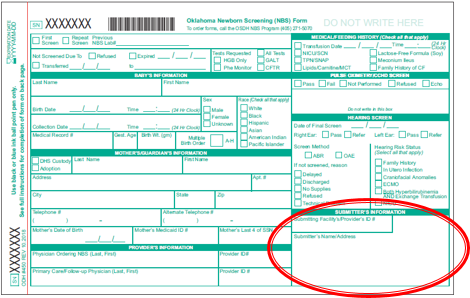 S/N XXXXXXX
Oklahoma Newborn Screening (NBS) Form
To order forms, call the OSDH NBS Program (405) 271-5070
DO NOT WRITE HERE
First Screen
Repeat Screen
Previous NBS Lab#
Not Screened Due To
Refused
Expired
Transferred
to
Tests Requested
All Tests
HGB Only
GALT
Phe Monitor
CFTR
MEDICAL/FEEDING HISTORY (Check all that apply)
Transfusion Date
Time
(24 Hr Clock)
NICU/SCN
Lactose-Free Formula (Soy)
TPN/SNAP
Meconium Ileus
Lipids/Carnitine/MCT
Family History of CF
BABY'S INFORMATION
PULSE OXIMETER/ECHO SCREEN
Last Name
First Name
Pass
Fail
Not Performed
Refused
Echo
Birth Date
Time
(24 Hr Clock)
Collection Date
Time
(24 Hr Clock)
Sex
Male
Female
Unknown
Race (Check all that apply)
White
Black
Hispanic
Asian
American Indian
Pacific Islander
Do not write in this box
HEARING SCREEN
Date of Final Screen
Right Ear:
Pass
Refer
Left Ear:
Pass
Refer
Medical Record #
Gest. Age
Birth Wt. (gm)
Multiple Birth Order
A-H
Screen Method
ABR
OAE
If not screened, reason
Delayed
Discharged
No Supplies
Refused
Hearing Risk Status
(Select all that apply)
Family History
In Utero Infection
Craniofacial Anomalies
ECMO
Both Hyperbilirubinemia
AND Exchange Transfusion
MOTHER'S/GUARDIAN'S INFORMATION
DHS Custody
Adoption
Last Name
First Name
Address
Apt. #
City
State
Zip
Telephone #
Alternate Telephone #
Mother's Date of Birth
Mother's Medicaid ID #
Mother's Last 4 of SSN
SUBMITTER'S INFORMATION
Submitting Facility's/Provider's ID #
Submitter's Name/Address
PROVIDER'S INFORMATION
Physician Ordering NBS (Last, First)
Provider ID#
Primary Care/Follow-up Physician (Last, First)
Provider ID #
Use black or blue ink ball point pen only.
See full instructions for completion of form on back page.
S/N XXXXXXX